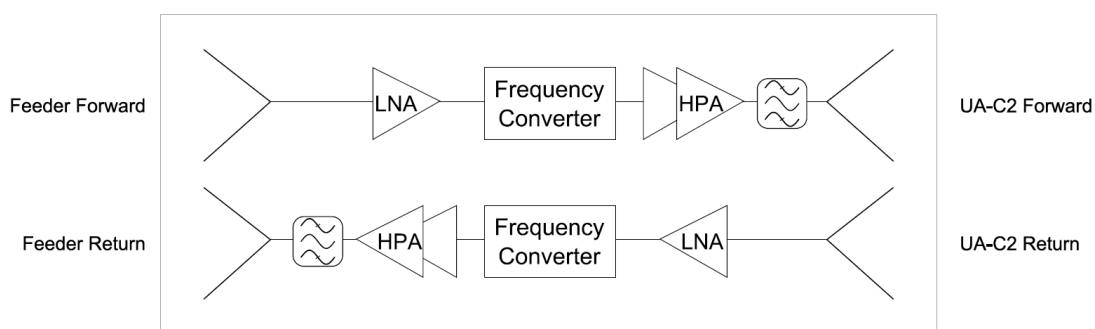 Feeder Forward
LNA
Frequency
Converter
HPA
UA-C2 Forward
Feeder Return
HPA
Frequency
Converter
LNA
UA-C2 Return